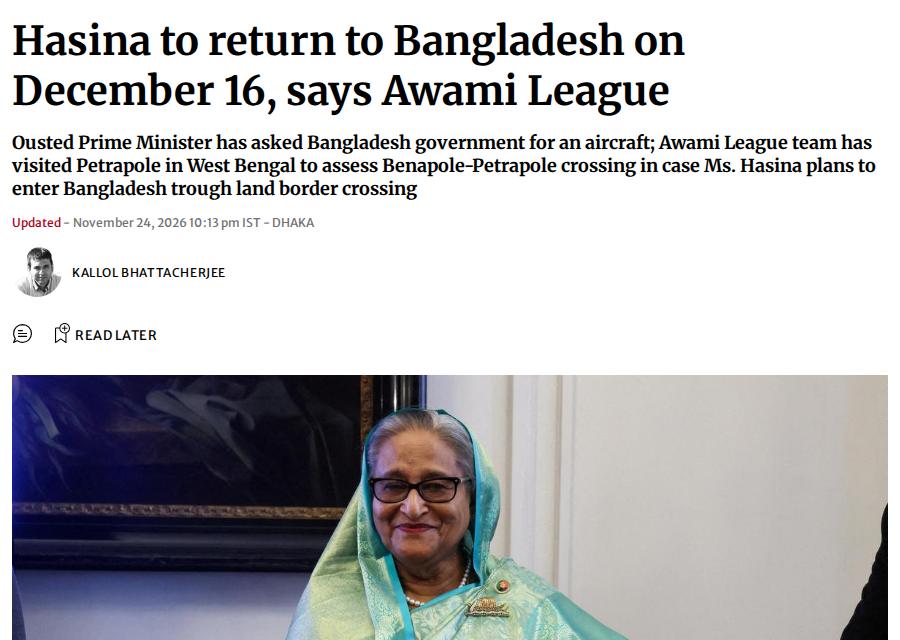 Hasina to return to Bangladesh on
December 16, says Awami League
Ousted Prime Minister has asked Bangladesh government for an aircraft; Awami League team has
visited Petrapole in West Bengal to assess Benapole-Petrapole crossing in case Ms. Hasina plans to
enter Bangladesh trough land border crossing
Updated - November 24, 2026 10:13 pm IST - DHAKA
KALLOL BHATTACHERJEE
READ LATER